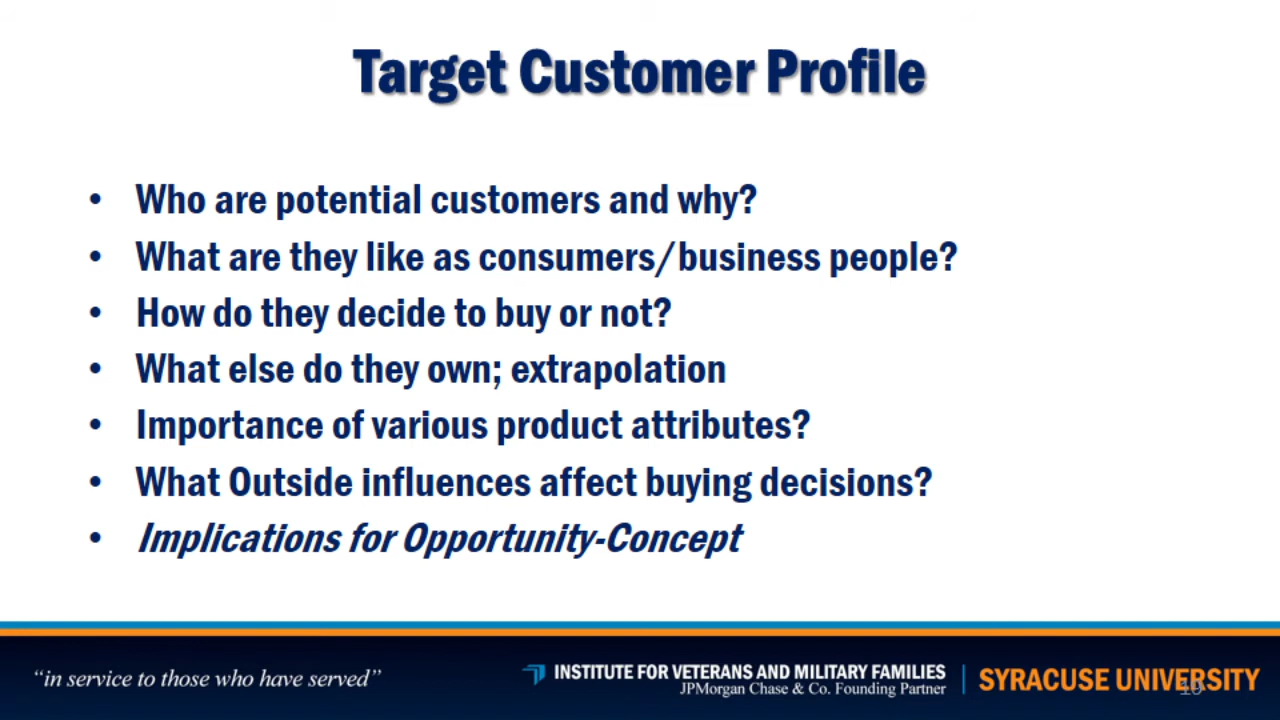 Target Customer Profile
• Who are potential customers and why?
• What are they like as consumers/business people?
• How do they decide to buy or not?
• What else do they own; extrapolation
• Importance of various product attributes?
• What Outside influences affect buying decisions?
• Implications for Opportunity-Concept
“in service to those who have served”
INSTITUTE FOR VETERANS AND MILITARY FAMILIES
JPMorgan Chase & Co. Founding Partner
SYRACUSE UNIVERSITY